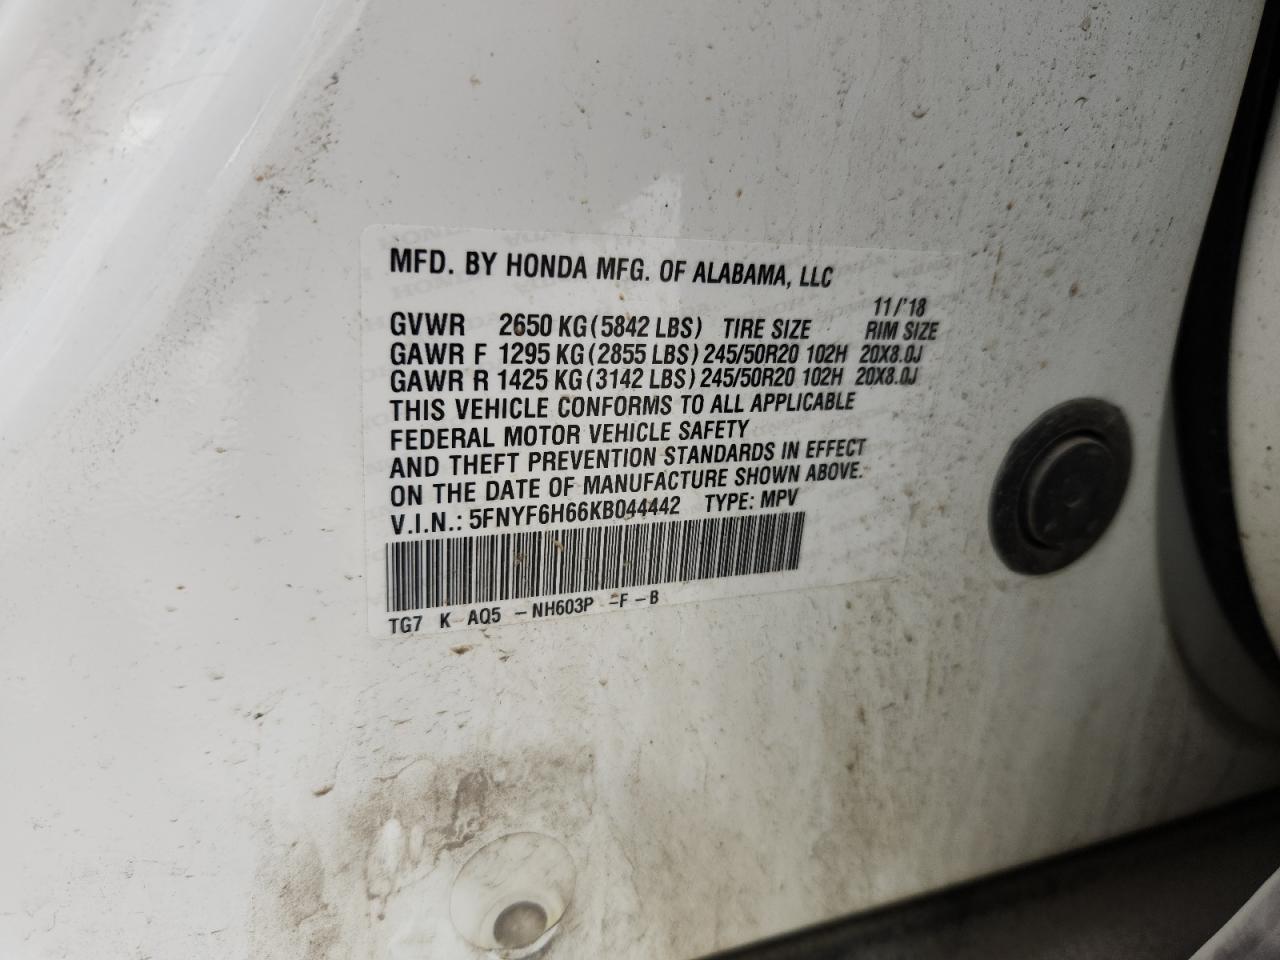 MFD. BY HONDA MFG. OF ALABAMA, LLC
11/'18
GVWR 2650 KG (5842 LBS) TIRE SIZE RIM SIZE
GAWR F 1295 KG (2855 LBS) 245/50R20 102H 20X8.0J
GAWR R 1425 KG (3142 LBS) 245/50R20 102H 20X8.0J
THIS VEHICLE CONFORMS TO ALL APPLICABLE
FEDERAL MOTOR VEHICLE SAFETY
AND THEFT PREVENTION STANDARDS IN EFFECT
ON THE DATE OF MANUFACTURE SHOWN ABOVE.
V.I.N.: 5FNYF6H66KB044442 TYPE: MPV
TG7 K AQ5 - NH603P - F - B